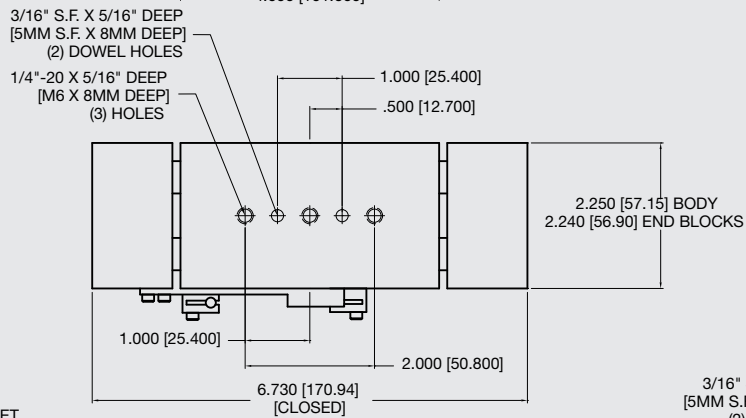 3/16" S.F. X 5/16" DEEP
[5MM S.F. X 8MM DEEP]
(2) DOWEL HOLES
1/4"-20 X 5/16" DEEP
[M6 X 8MM DEEP]
(3) HOLES
1.000 [25.400]
.500 [12.700]
2.250 [57.15] BODY
2.240 [56.90] END BLOCKS
1.000 [25.400]
2.000 [50.800]
6.730 [170.94]
[CLOSED]
3/16"